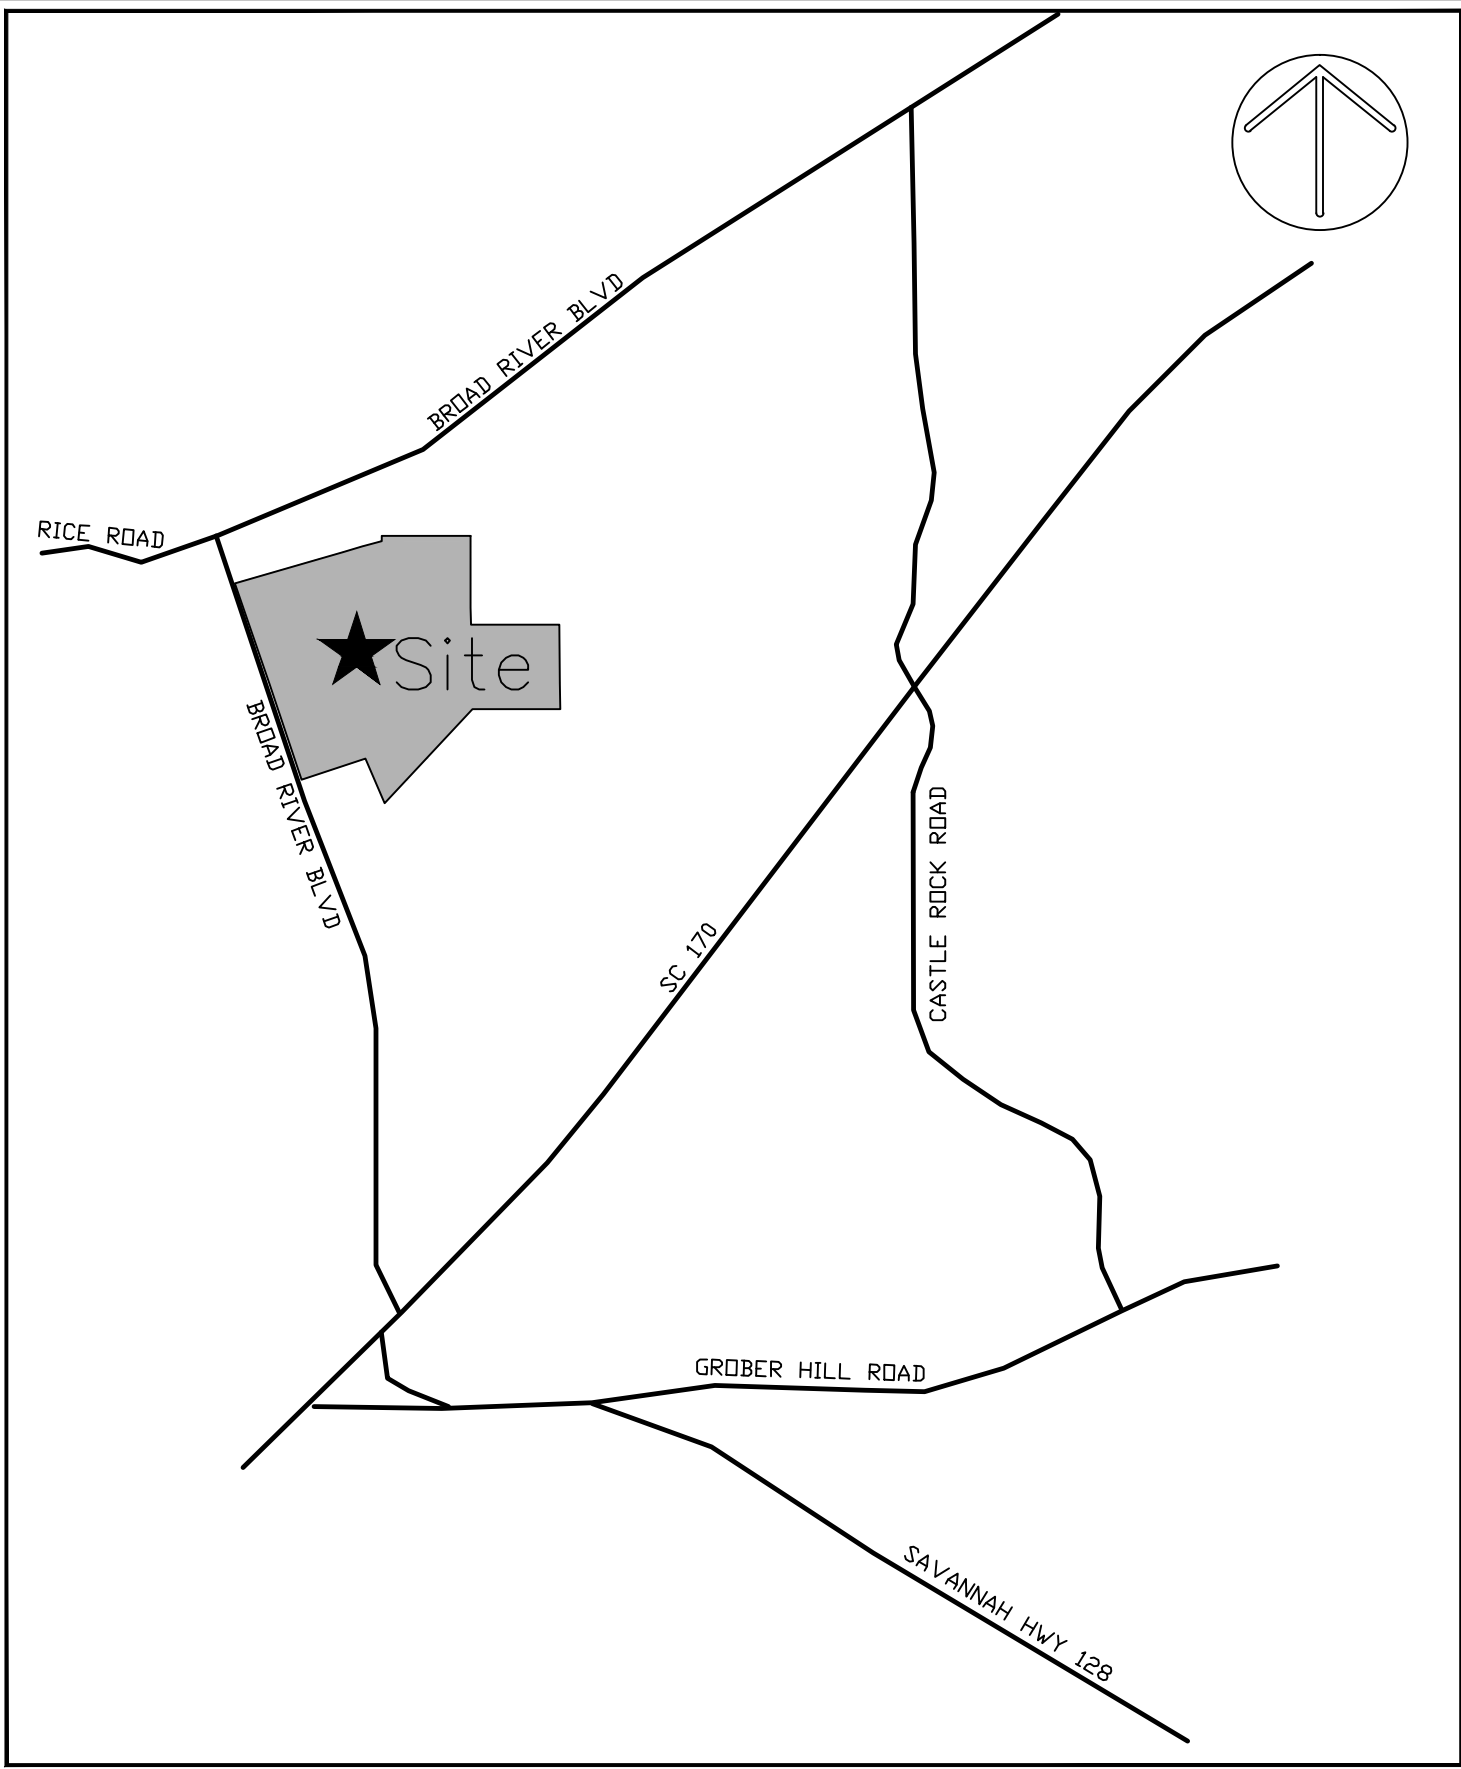 BROAD RIVER BLVD
RICE ROAD
Site
BROAD RIVER BLVD
CASTLE ROCK ROAD
SC 170
GROBER HILL ROAD
SAVANNAH HWY 128